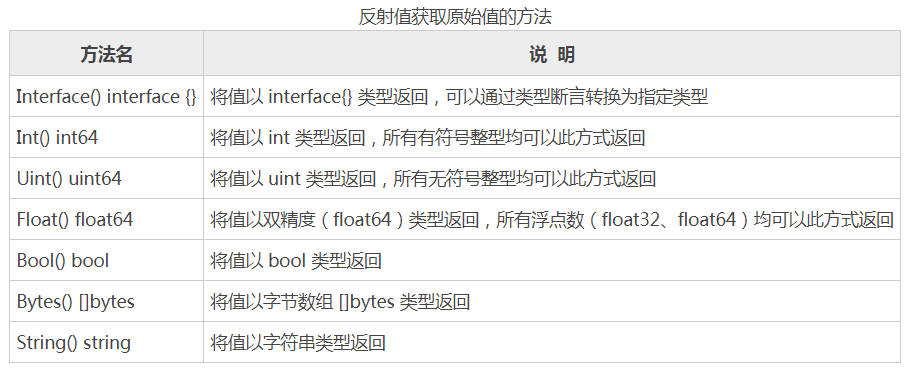 反射值获取原始值的方法
方法名 说 明
Interface() interface {} 将值以 interface{} 类型返回，可以通过类型断言转换为指定类型
Int() int64 将值以 int 类型返回，所有有符号整型均可以此方式返回
Uint() uint64 将值以 uint 类型返回，所有无符号整型均可以此方式返回
Float() float64 将值以双精度（float64）类型返回，所有浮点数（float32、float64）均可以此方式返回
Bool() bool 将值以 bool 类型返回
Bytes() []bytes 将值以字节数组 []bytes 类型返回
String() string 将值以字符串类型返回